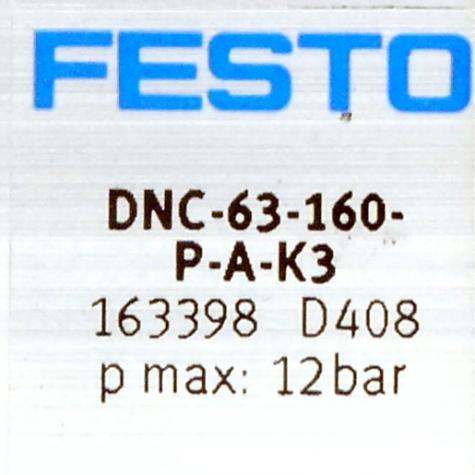 FESTO
DNC-63-160-
P-A-K3
163398 D408
p max: 12bar